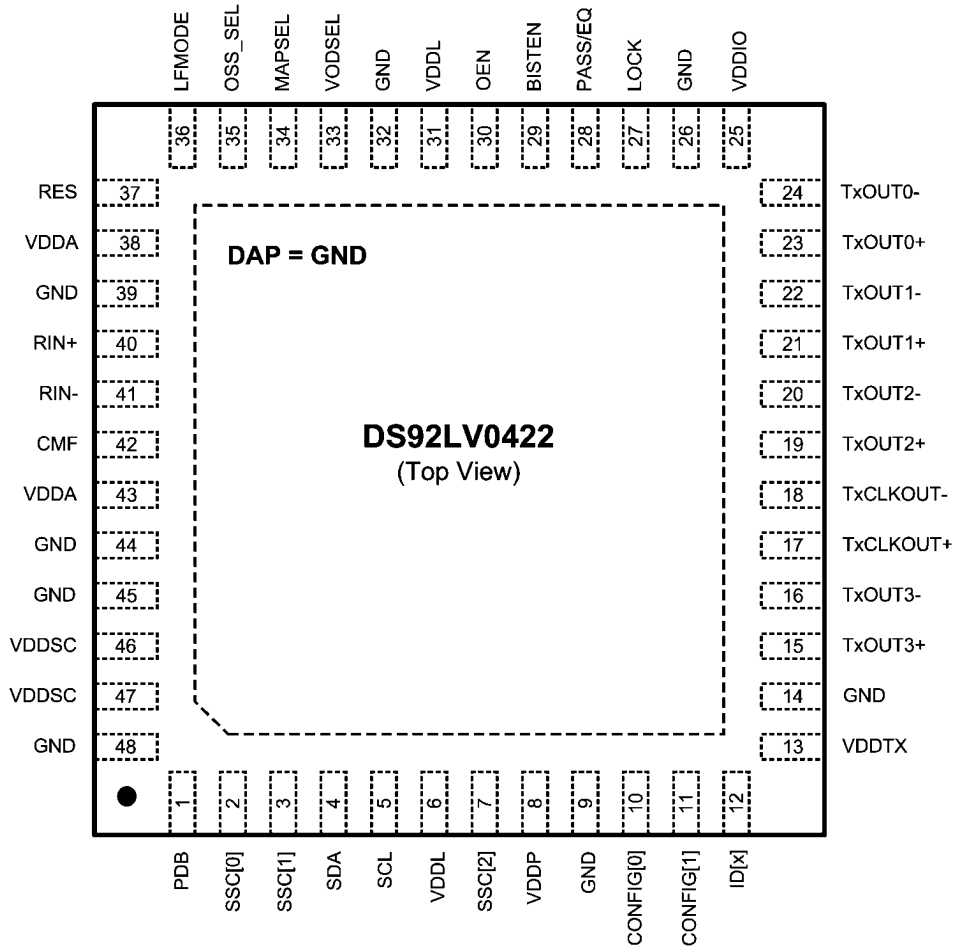 LFMODE
OSS_SEL
MAPSEL
VODSEL
GND
VDDL
OEN
BISTEN
PASS/EQ
LOCK
GND
VDDIO
36
35
34
33
32
31
30
29
28
27
26
25
RES 37
VDDA 38
GND 39
RIN+ 40
RIN- 41
CMF 42
VDDA 43
GND 44
GND 45
VDDSC 46
VDDSC 47
GND 48
DAP = GND
DS92LV0422
(Top View)
24 TxOUT0-
23 TxOUT0+
22 TxOUT1-
21 TxOUT1+
20 TxOUT2-
19 TxOUT2+
18 TxCLKOUT-
17 TxCLKOUT+
16 TxOUT3-
15 TxOUT3+
14 GND
13 VDDTX
1
2
3
4
5
6
7
8
9
10
11
12
PDB
SSC[0]
SSC[1]
SDA
SCL
VDDL
SSC[2]
VDDP
GND
CONFIG[0]
CONFIG[1]
ID[x]